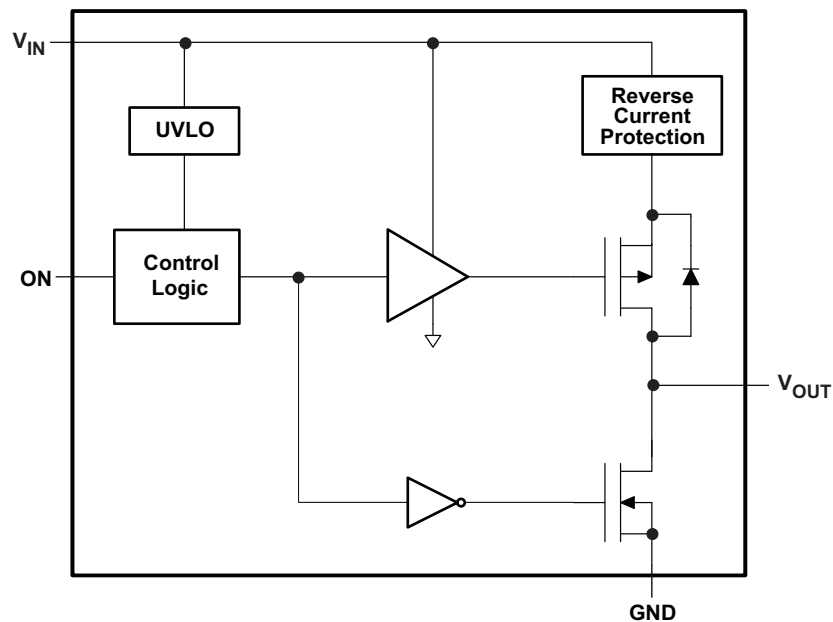 V_IN
UVLO
Reverse
Current
Protection
ON
Control
Logic
V_OUT
GND